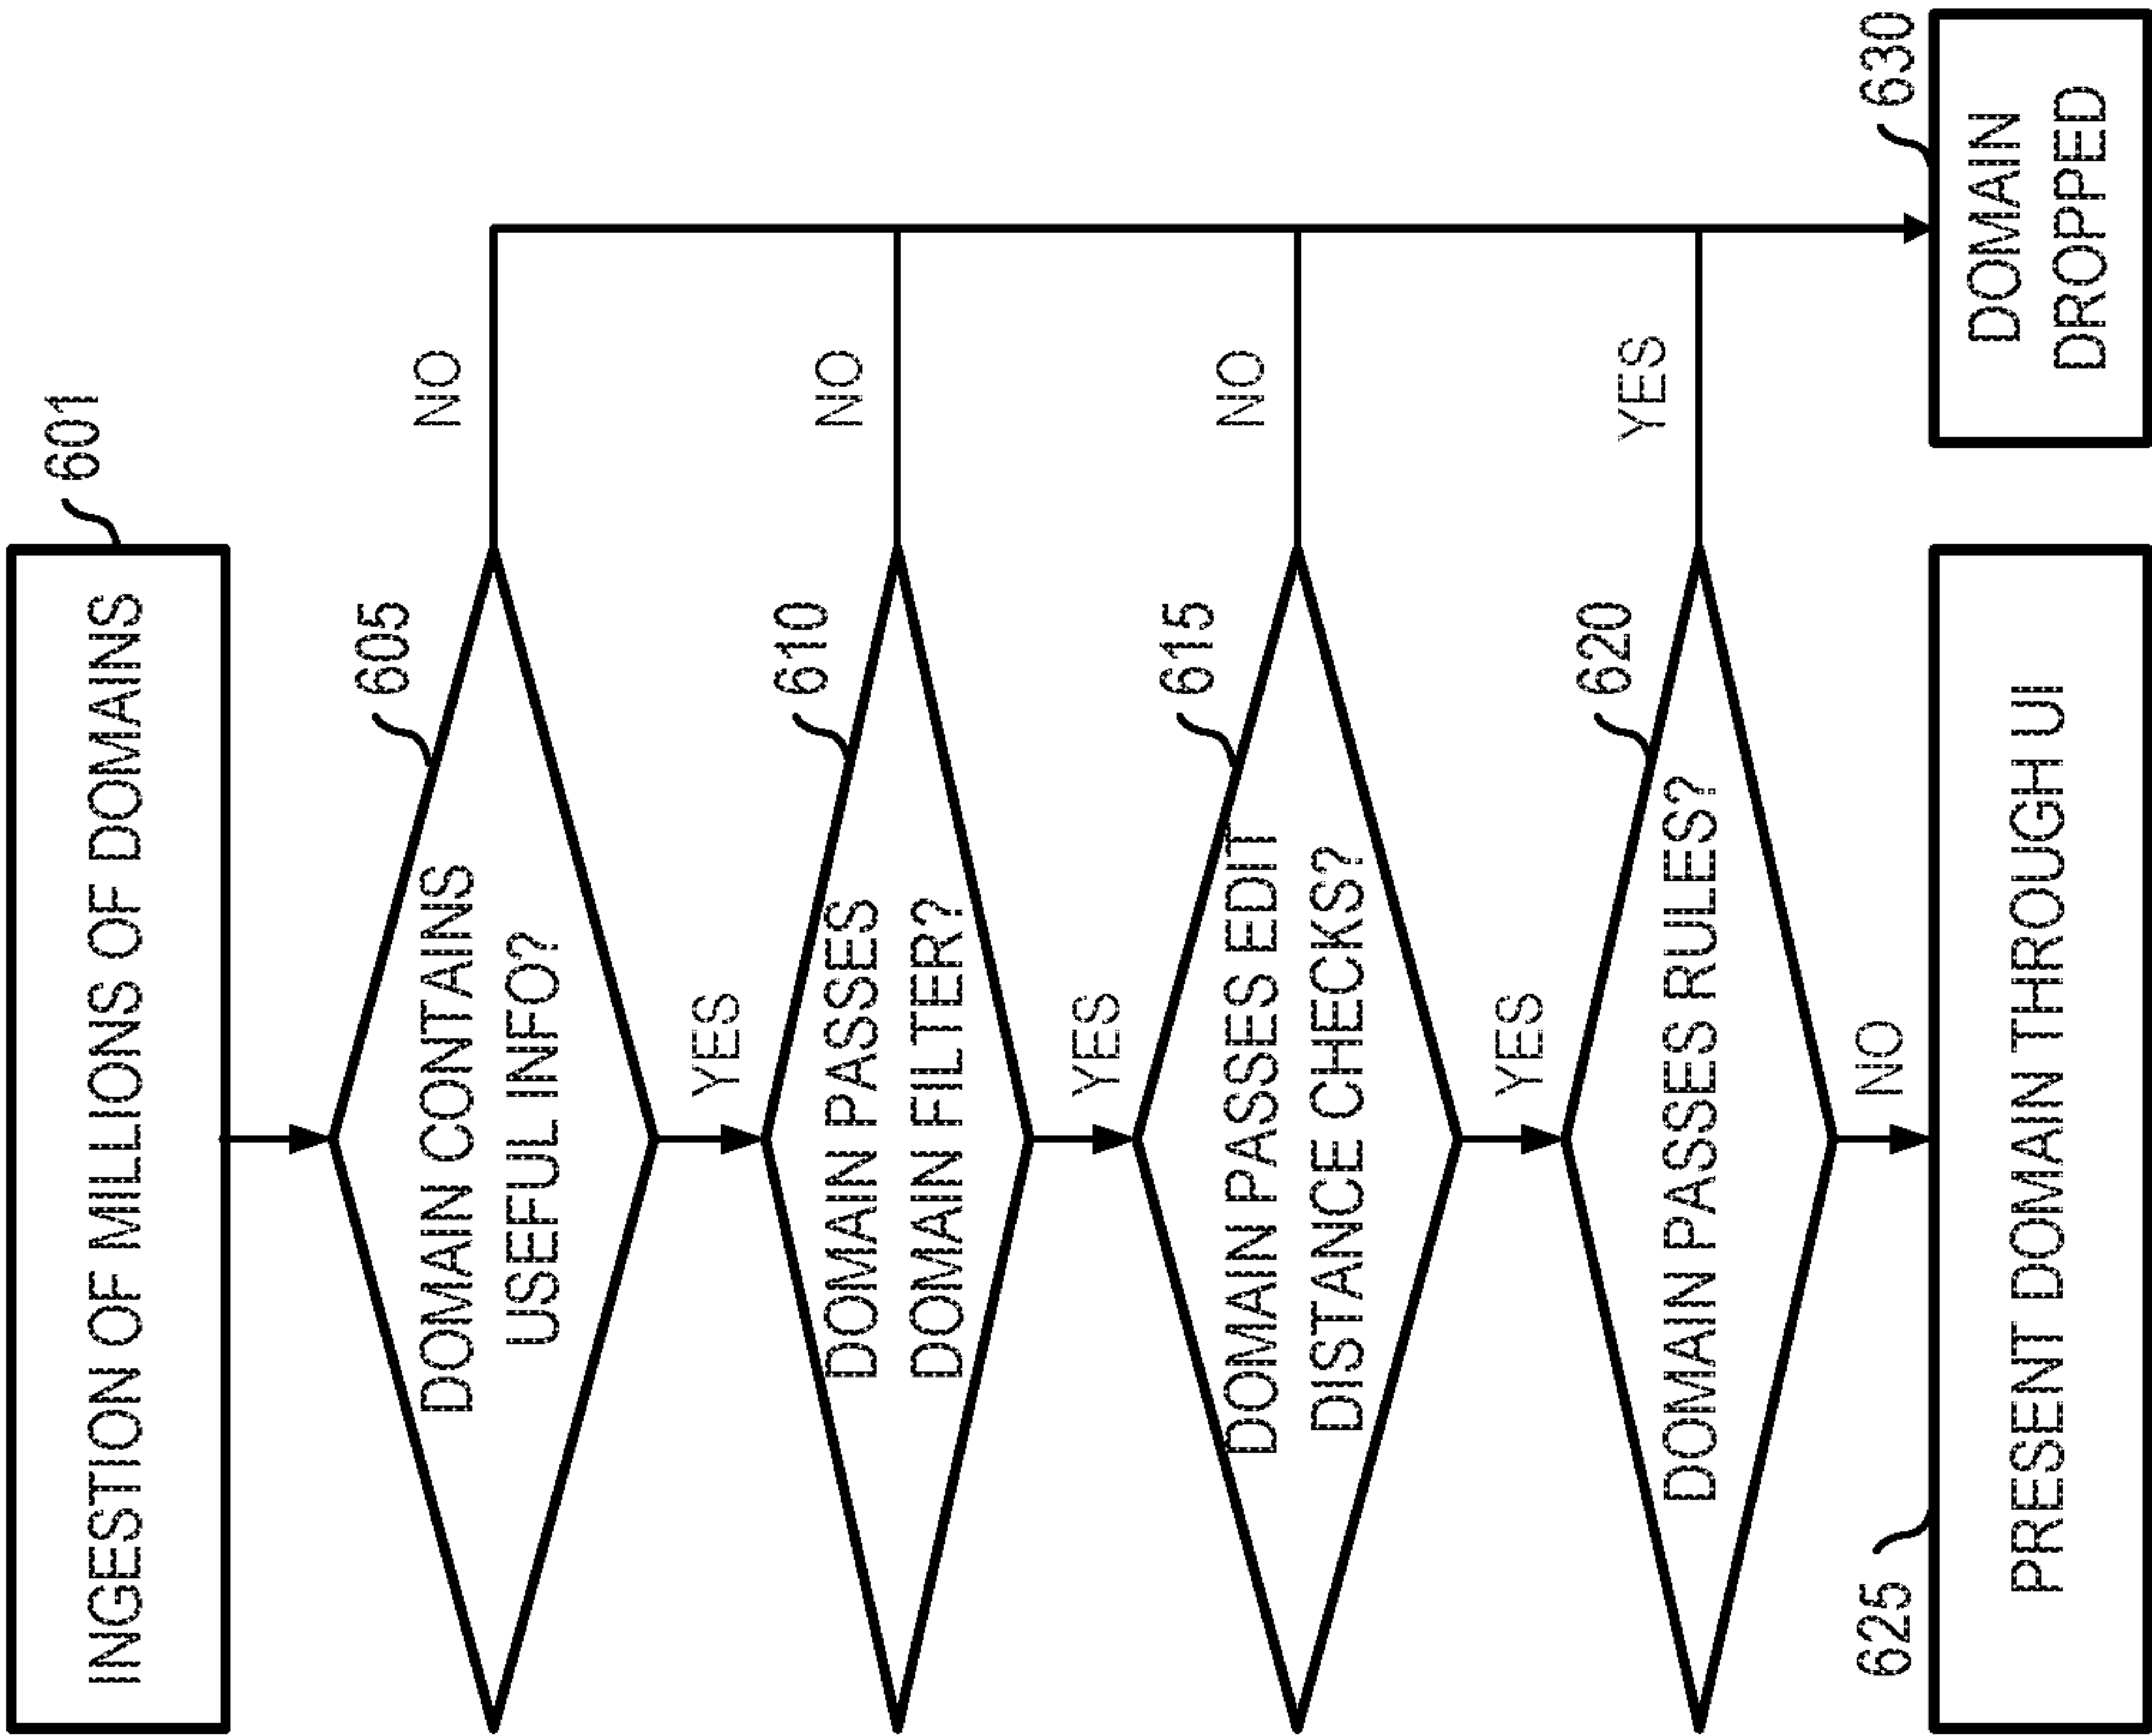 INGESTION OF MILLIONS OF DOMAINS
601
DOMAIN CONTAINS
USEFUL INFO?
605
NO
YES
DOMAIN PASSES
DOMAIN FILTER?
610
NO
YES
DOMAIN PASSES EDIT
DISTANCE CHECKS?
615
NO
YES
DOMAIN PASSES RULES?
620
YES
NO
625
PRESENT DOMAIN THROUGH UI
630
DOMAIN
DROPPED